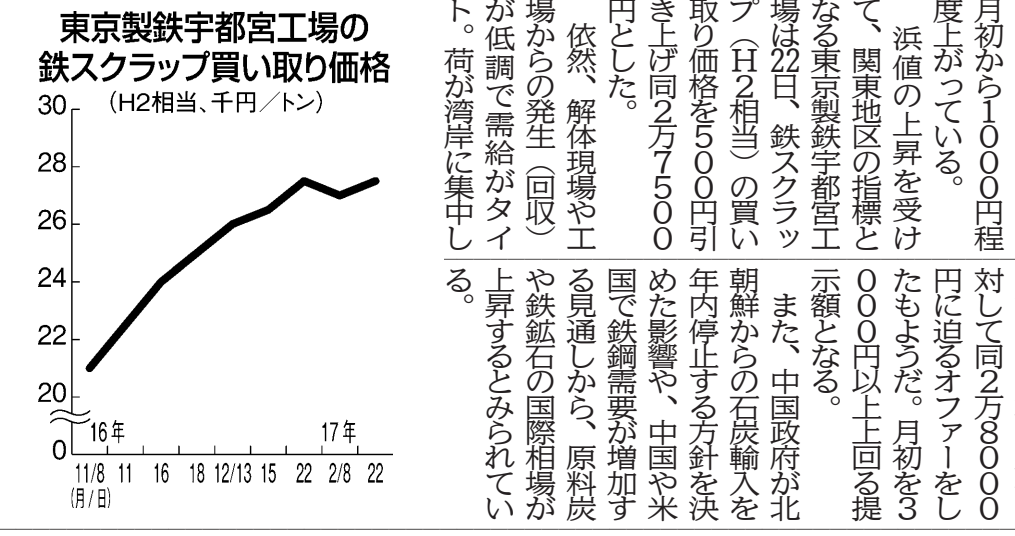 東京製鉄宇都宮工場の
鉄スクラップ買い取り価格
（H2相当、千円／トン）
30
28
26
24
22
20
0
16年 17年
11/8 11 16 18 12/13 15 22 2/8 22
(月/日)
月初から１０００円程
度上がっている。
浜値の上昇を受け
て、関東地区の指標と
なる東京製鉄宇都宮工
場は22日、鉄スクラッ
プ（Ｈ２相当）の買い
取り価格を５００円引
き上げ同２万７５００
円とした。
依然、解体現場や工
場からの発生（回収）
が低調で需給がタイ
ト。荷が湾岸に集中し
対して同２万８０００
円に迫るオファーをし
たもようだ。月初を３
０００円以上上回る提
示額となる。
また、中国政府が北
朝鮮からの石炭輸入を
年内停止する方針を決
めた影響や、中国や米
国で鉄鋼需要が増加す
る見通しから、原料炭
や鉄鉱石の国際相場が
上昇するとみられてい
る。